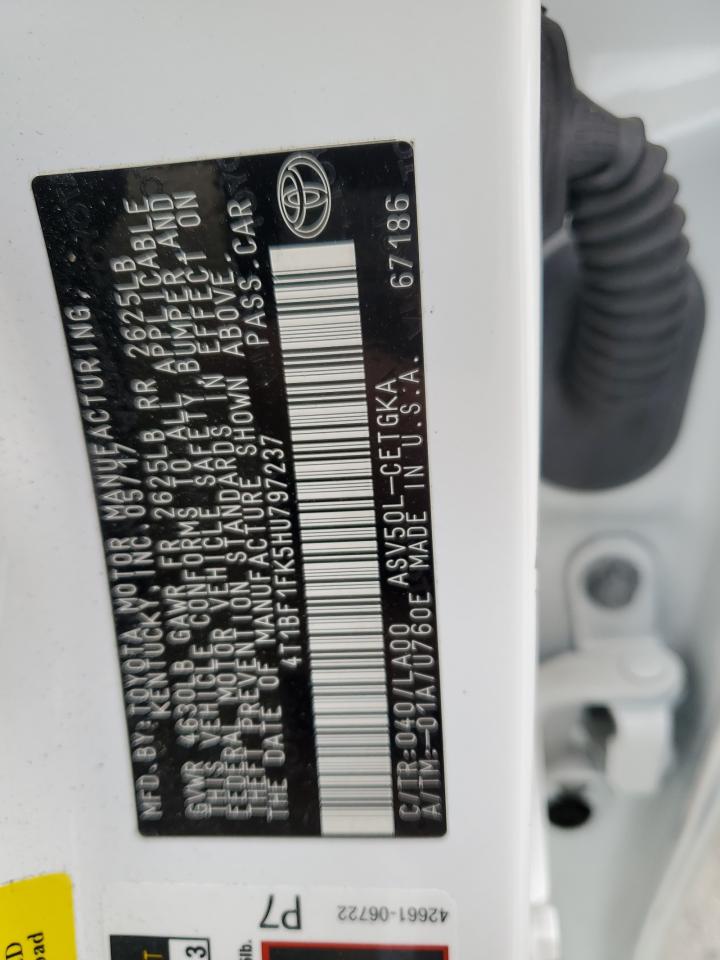 MFD. BY: TOYOTA MOTOR MANUFACTURING,
KENTUCKY, INC. 05/17
GVWR 4630LB GAWR FR 2625LB RR 2625LB
THIS VEHICLE CONFORMS TO ALL APPLICABLE
FEDERAL MOTOR VEHICLE SAFETY, BUMPER, AND
THEFT PREVENTION STANDARDS IN EFFECT ON
THE DATE OF MANUFACTURE SHOWN ABOVE.
4T1BF1FK5HU797237 PASS. CAR
C/TR: 040/LA00 ASV50L-CETGKA
A/TM: -01A/U760E MADE IN U.S.A. 67186
P7
42661-06722
3